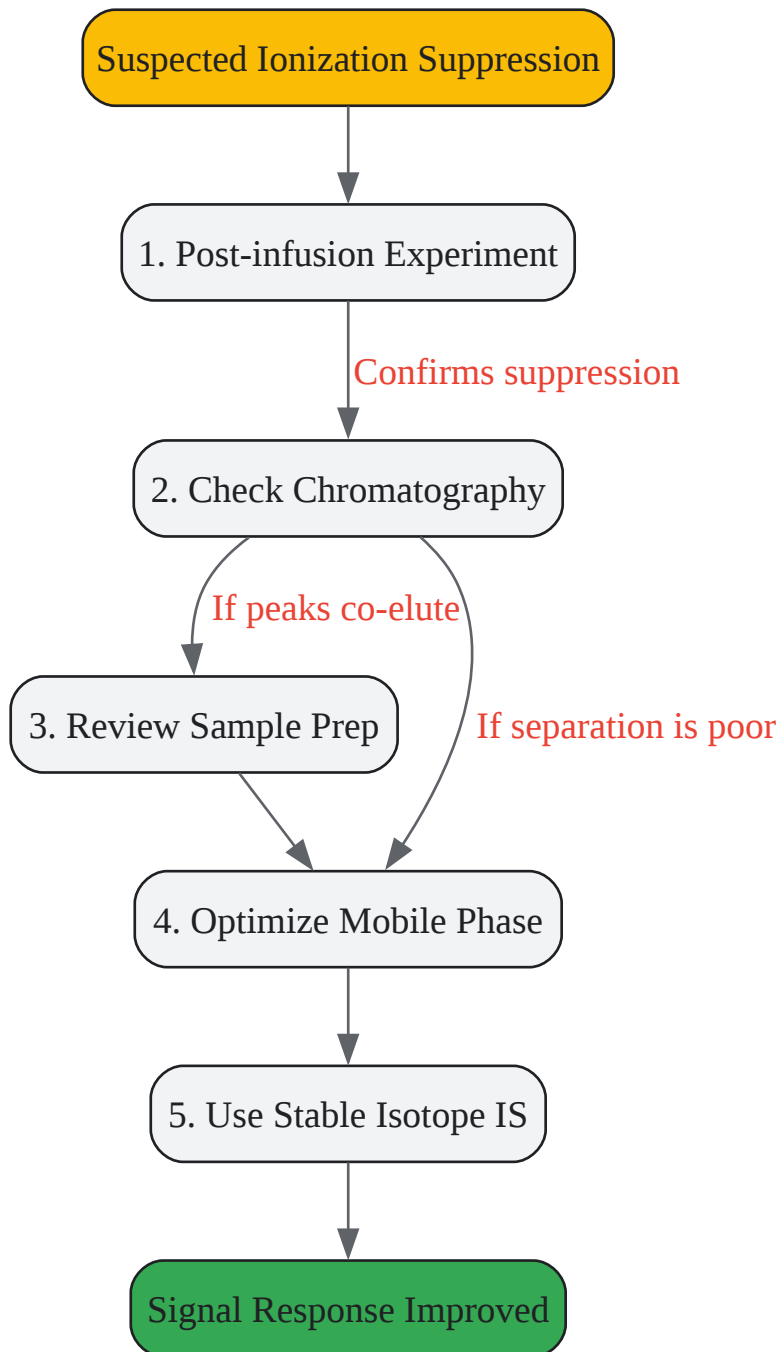 Suspected Ionization Suppression
1. Post-infusion Experiment
Confirms suppression
2. Check Chromatography
If peaks co-elute
3. Review Sample Prep
If separation is poor
4. Optimize Mobile Phase
5. Use Stable Isotope IS
Signal Response Improved